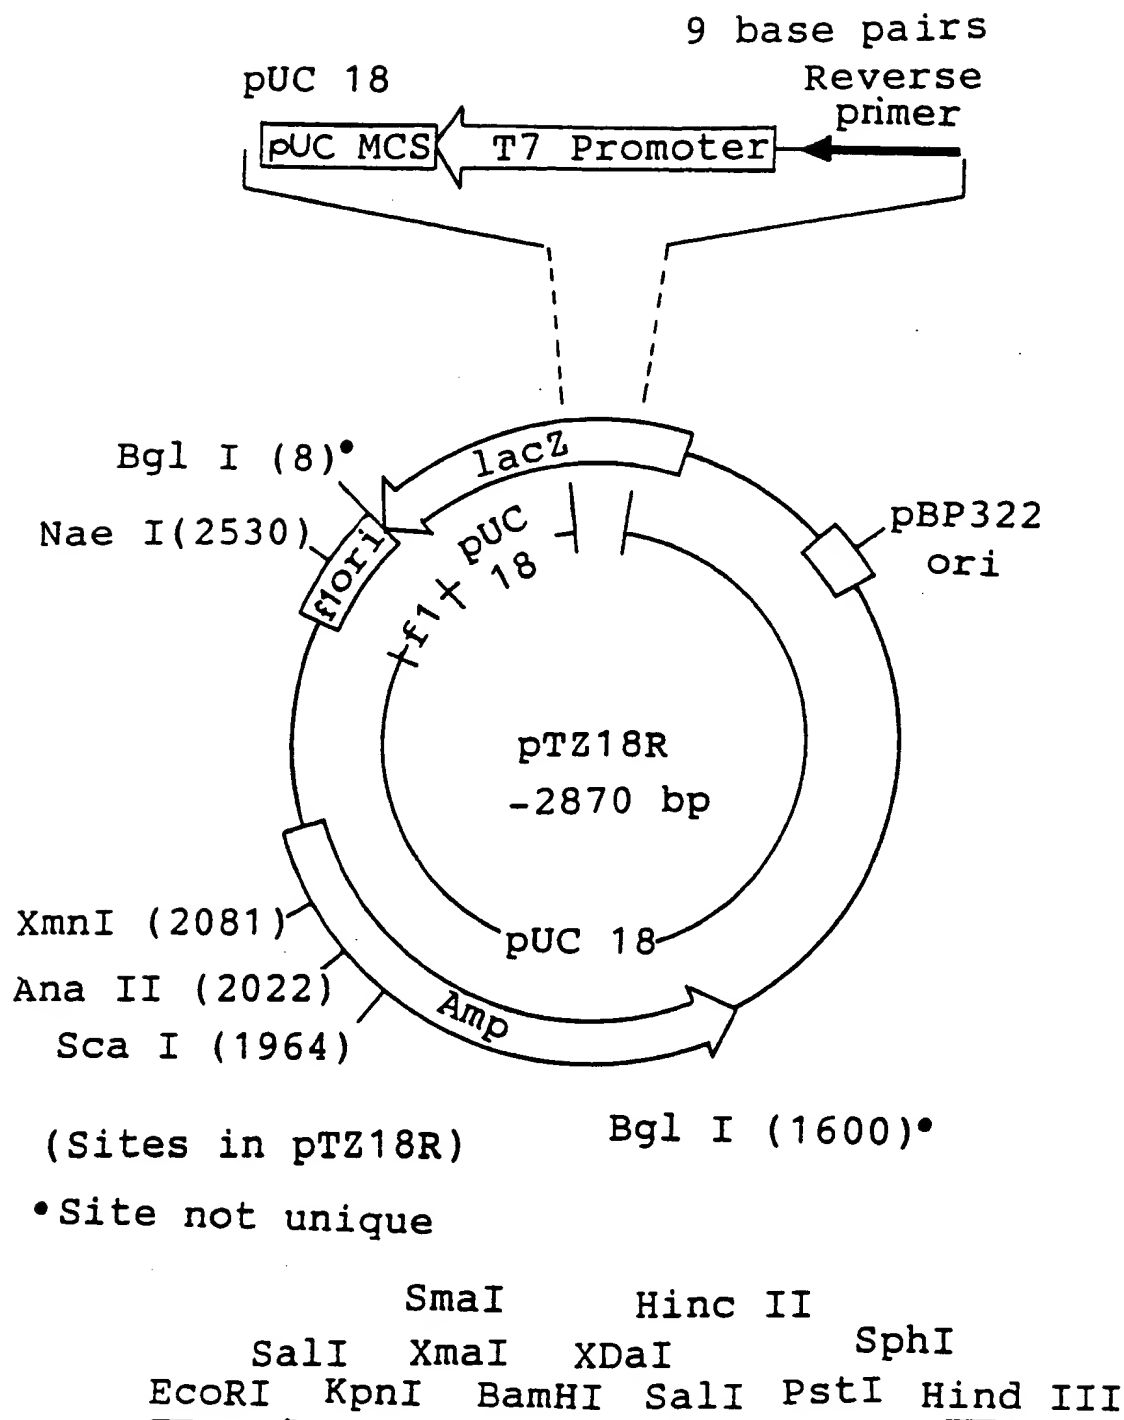 9 base pairs
pUC 18
Reverse
primer
pUC MCS
T7 Promoter
lacZ
Bgl I (8)•
Nae I(2530)
f1ori
pUC
18
f1
pBP322
ori
pTZ18R
-2870 bp
XmnI (2081)
pUC 18
Ana II (2022)
Amp
Sca I (1964)
Bgl I (1600)•
(Sites in pTZ18R)
•Site not unique
SmaI Hinc II
SphI
SalI XmaI XDaI
EcoRI KpnI BamHI SalI PstI Hind III